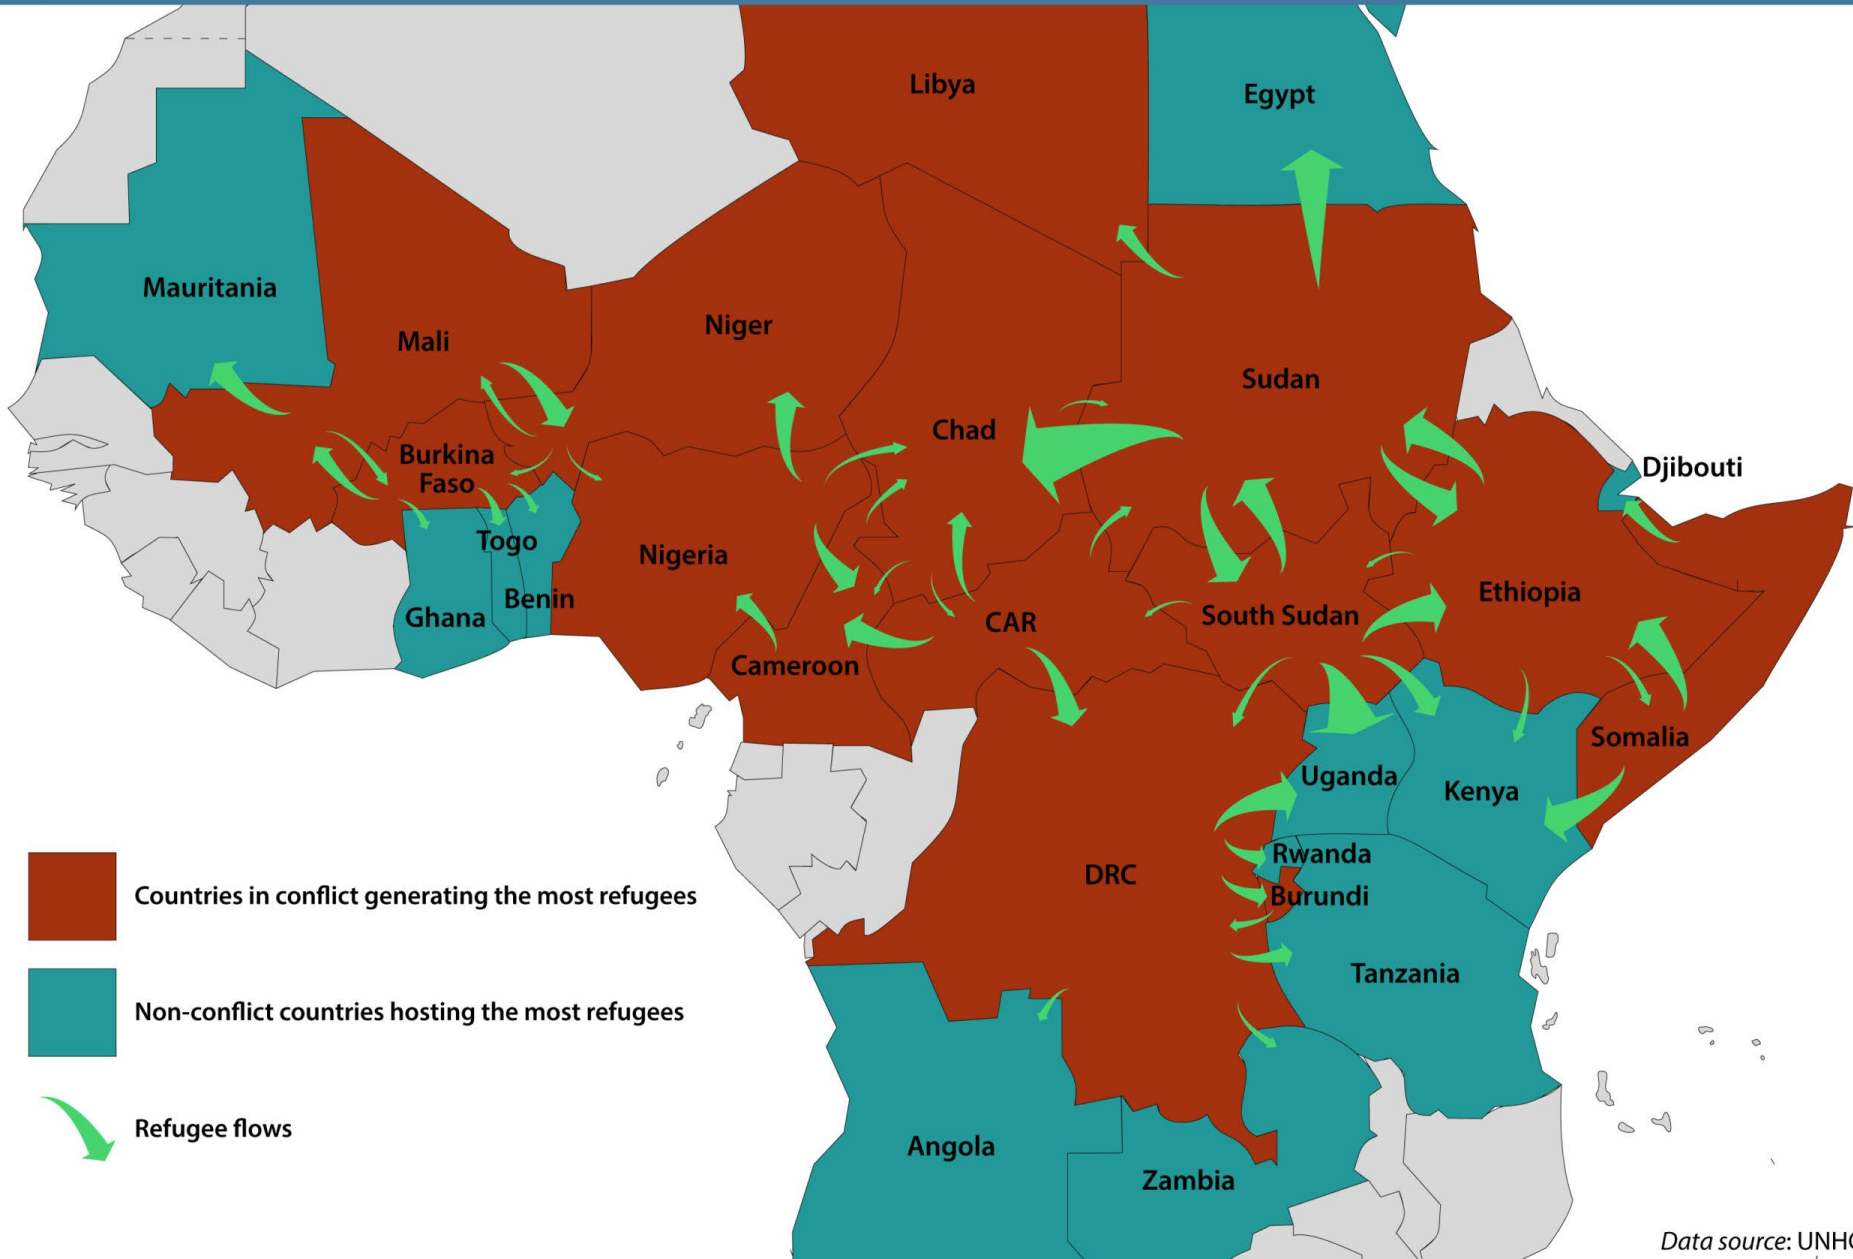 Libya
Egypt
Mauritania
Mali
Niger
Sudan
Chad
Burkina
Faso
Djibouti
Togo
Nigeria
Benin
Ghana
CAR
South Sudan
Ethiopia
Cameroon
Somalia
Uganda
Kenya
Rwanda
DRC
Burundi
Tanzania
Angola
Zambia
Countries in conflict generating the most refugees
Non-conflict countries hosting the most refugees
Refugee flows
Data source: UNHC